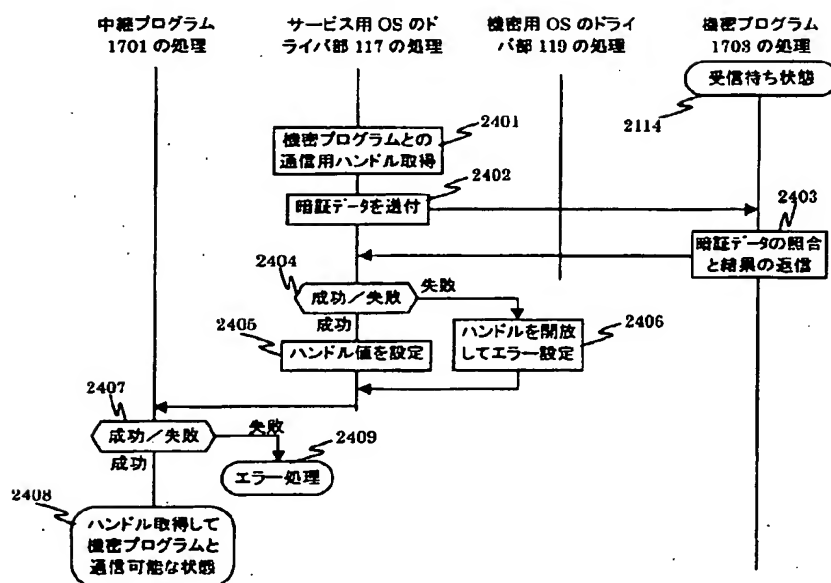 中継プログラム
1701 の処理
サービス用 OS のド
ライバ部 117 の処理
機密用 OS のドライ
バ部 119 の処理
機密プログラム
1703 の処理
受信待ち状態
2114
2401
機密プログラムとの
通信用ハンドル取得
2402
暗証データを送付
2403
暗証データの照合
と結果の返信
2404
成功/失敗
失敗
成功
2405
ハンドル値を設定
ハンドルを開放
してエラー設定
2406
2407
成功/失敗
失敗
成功
2409
エラー処理
2408
ハンドル取得して
機密プログラムと
通信可能な状態